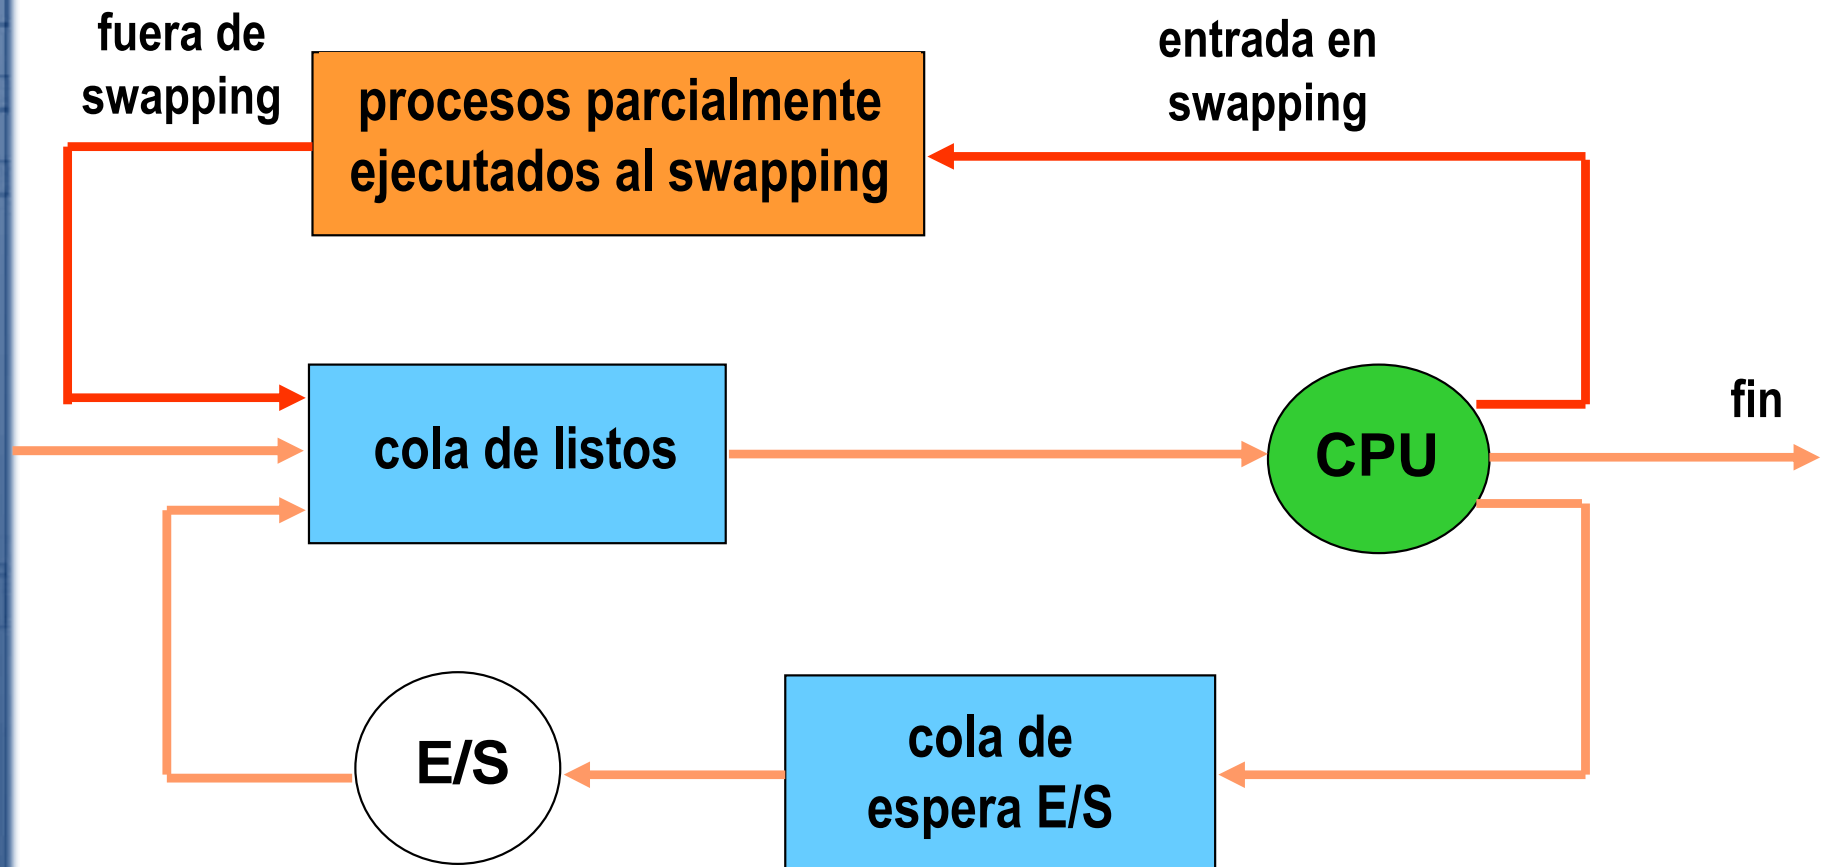 fuera de
swapping
procesos parcialmente
ejecutados al swapping
entrada en
swapping
cola de listos
CPU
fin
E/S
cola de
espera E/S